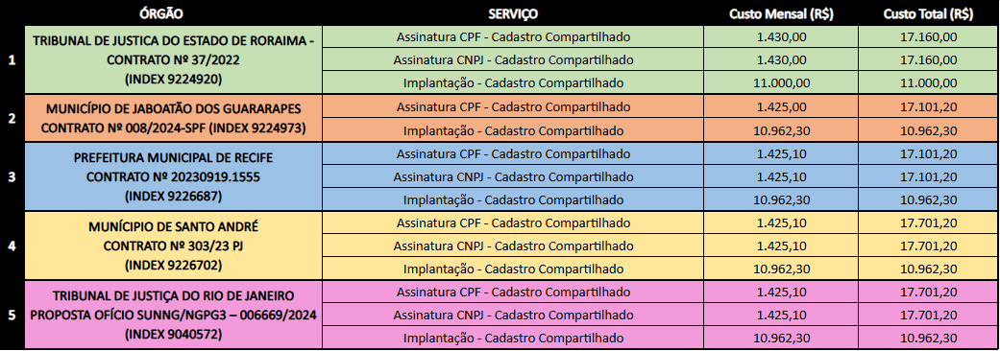 ÓRGÃO SERVIÇO Custo Mensal (R$) Custo Total (R$)
1 TRIBUNAL DE JUSTICA DO ESTADO DE RORAIMA -
CONTRATO Nº 37/2022
(INDEX 9224920)
Assinatura CPF - Cadastro Compartilhado 1.430,00 17.160,00
Assinatura CNPJ - Cadastro Compartilhado 1.430,00 17.160,00
Implantação - Cadastro Compartilhado 11.000,00 11.000,00
2 MUNICÍPIO DE JABOATÃO DOS GUARARAPES
CONTRATO Nº 008/2024-SPF (INDEX 9224973)
Assinatura CPF - Cadastro Compartilhado 1.425,00 17.101,20
Implantação - Cadastro Compartilhado 10.962,30 10.962,30
3 PREFEITURA MUNICIPAL DE RECIFE
CONTRATO Nº 20230919.1555
(INDEX 9226687)
Assinatura CPF - Cadastro Compartilhado 1.425,10 17.101,20
Assinatura CNPJ - Cadastro Compartilhado 1.425,10 17.101,20
Implantação - Cadastro Compartilhado 10.962,30 10.962,30
4 MUNÍCIPIO DE SANTO ANDRÉ
CONTRATO Nº 303/23 PJ
(INDEX 9226702)
Assinatura CPF - Cadastro Compartilhado 1.425,10 17.701,20
Assinatura CNPJ - Cadastro Compartilhado 1.425,10 17.701,20
Implantação - Cadastro Compartilhado 10.962,30 10.962,30
5 TRIBUNAL DE JUSTIÇA DO RIO DE JANEIRO
PROPOSTA OFÍCIO SUNNG/NGPG3 – 006669/2024
(INDEX 9040572)
Assinatura CPF - Cadastro Compartilhado 1.425,10 17.701,20
Assinatura CNPJ - Cadastro Compartilhado 1.425,10 17.701,20
Implantação - Cadastro Compartilhado 10.962,30 10.962,30